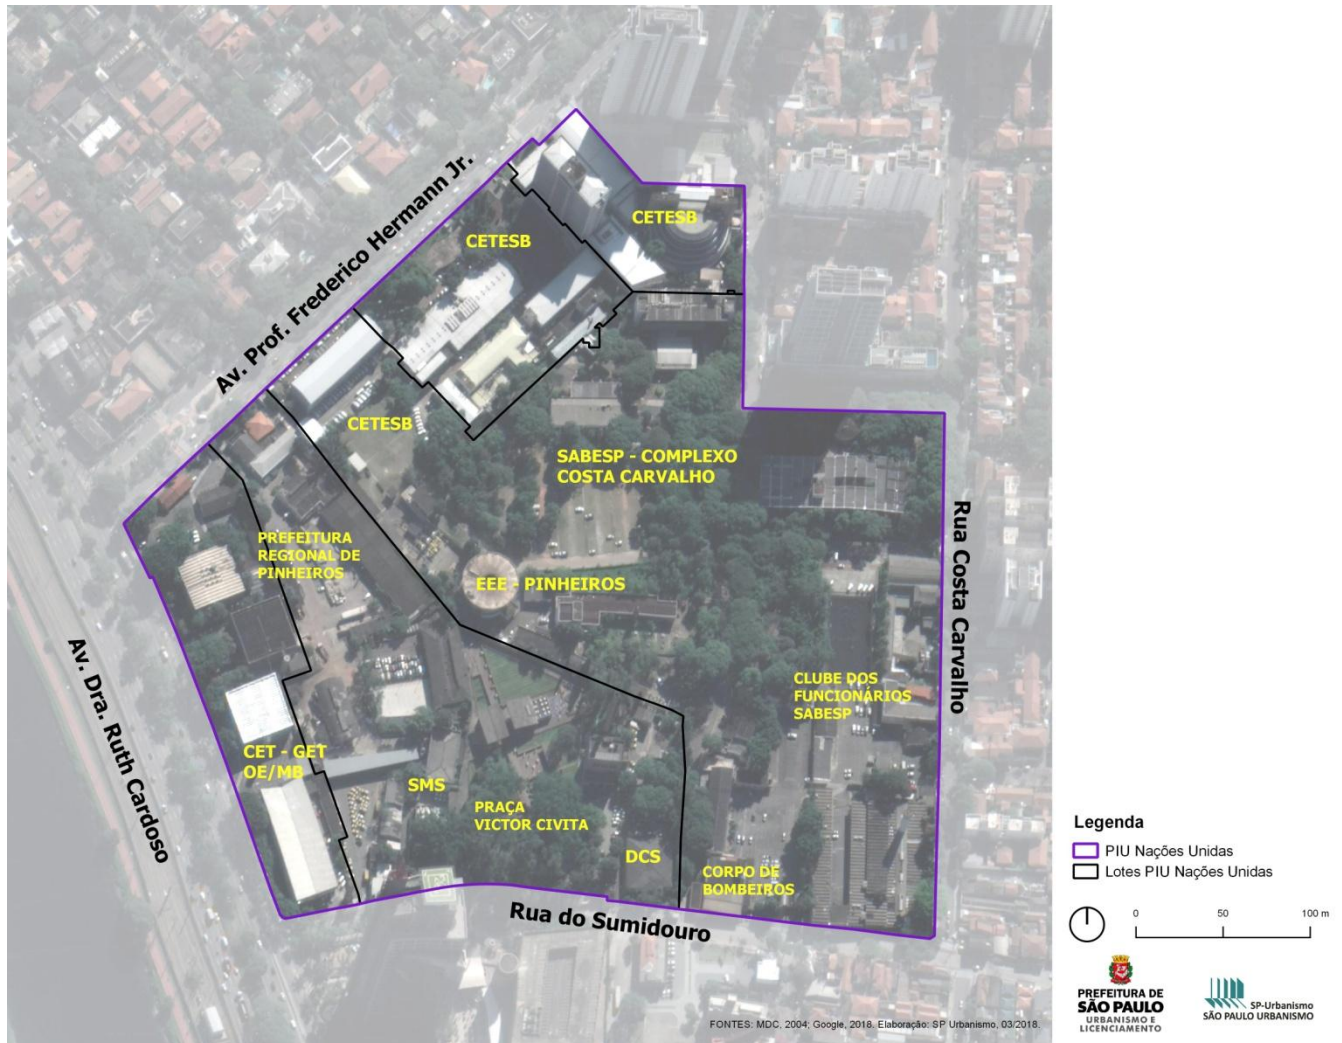 Av. Prof. Frederico Hermann Jr.
CETESB
CETESB
CETESB
SABESP - COMPLEXO
COSTA CARVALHO
PREFEITURA
REGIONAL DE
PINHEIROS
EEE - PINHEIROS
Rua Costa Carvalho
Av. Dra. Ruth Cardoso
CLUBE DOS
FUNCIONÁRIOS
SABESP
CET - GET
OE/MB
SMS
PRAÇA
VICTOR CIVITA
DCS
CORPO DE
BOMBEIROS
Rua do Sumidouro
FONTES: MDC, 2004; Google, 2018. Elaboração: SP Urbanismo, 03/2018.
Legenda
PIU Nações Unidas
Lotes PIU Nações Unidas
0 50 100 m
PREFEITURA DE
SÃO PAULO
URBANISMO E
LICENCIAMENTO
SP-Urbanismo
SÃO PAULO URBANISMO